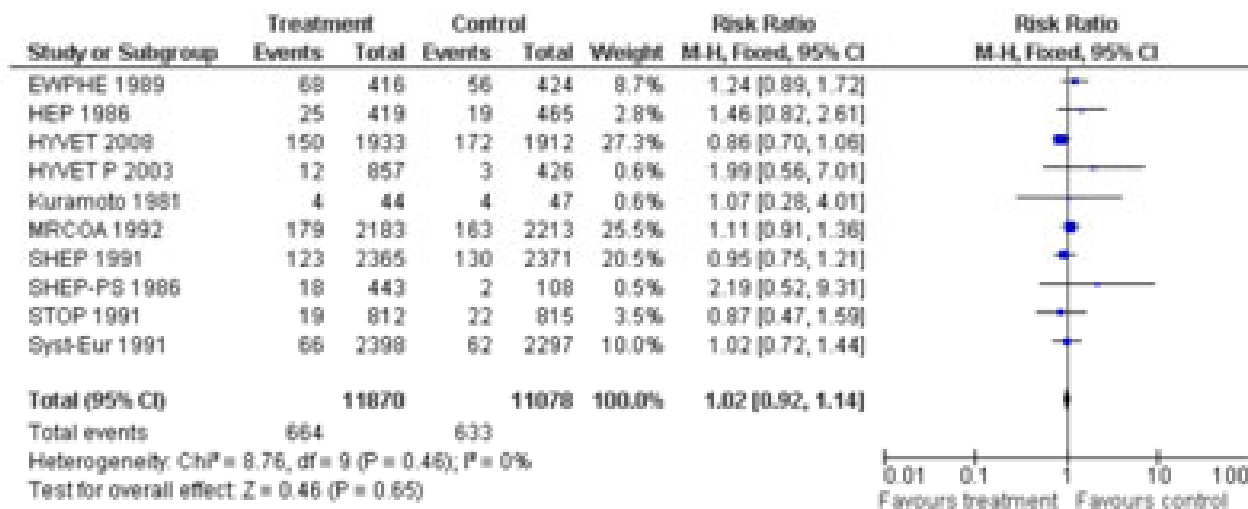 Treatment Control Risk Ratio Risk Ratio
Study or Subgroup Events Total Events Total Weight M-H, Fixed, 95% CI M-H, Fixed, 95% CI
EWPHE 1989 68 416 56 424 8.7% 1.24 [0.89, 1.72]
HEP 1986 25 419 19 465 2.8% 1.46 [0.82, 2.61]
HYVET 2008 150 1933 172 1912 27.3% 0.86 [0.70, 1.06]
HYVET P 2003 12 857 3 426 0.6% 1.99 [0.56, 7.01]
Kuramoto 1981 4 44 4 47 0.6% 1.07 [0.28, 4.01]
MRCOA 1992 179 2183 163 2213 25.5% 1.11 [0.91, 1.36]
SHEP 1991 123 2365 130 2371 20.5% 0.95 [0.75, 1.21]
SHEP-PS 1986 18 443 2 108 0.5% 2.19 [0.52, 9.31]
STOP 1991 19 812 22 815 3.5% 0.87 [0.47, 1.59]
Syst-Eur 1991 66 2398 62 2297 10.0% 1.02 [0.72, 1.44]
Total (95% CI) 11870 11078 100.0% 1.02 [0.92, 1.14]
Total events 664 633
Heterogeneity: Chi² = 8.76, df = 9 (P = 0.46); I² = 0%
Test for overall effect: Z = 0.46 (P = 0.65)
0.01 0.1 1 10 100
Favours treatment Favours control